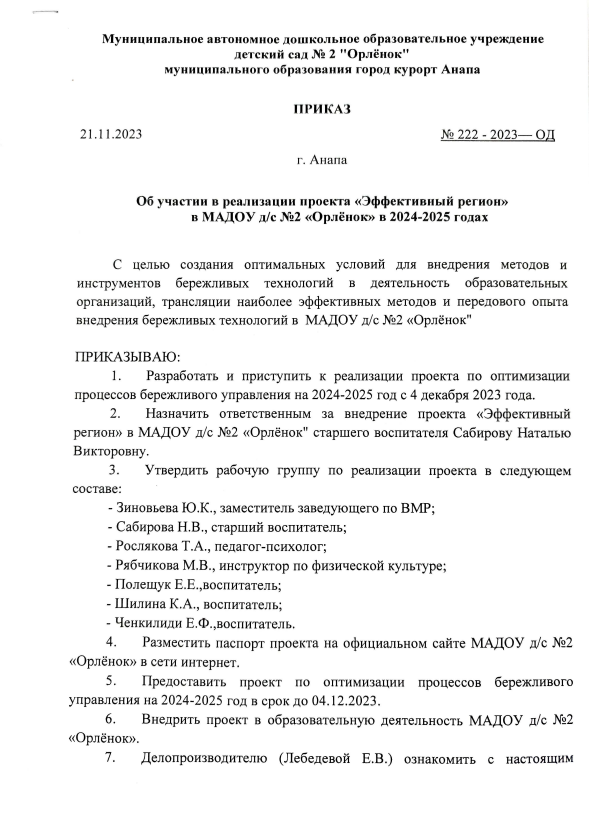 Муниципальное автономное дошкольное образовательное учреждение
детский сад № 2 "Орлёнок"
муниципального образования город курорт Анапа
ПРИКАЗ
21.11.2023 № 222 - 2023— ОД
г. Анапа
Об участии в реализации проекта «Эффективный регион»
в МАДОУ д/с №2 «Орлёнок» в 2024-2025 годах
С целью создания оптимальных условий для внедрения методов и
инструментов бережливых технологий в деятельность образовательных
организаций, трансляции наиболее эффективных методов и передового опыта
внедрения бережливых технологий в МАДОУ д/с №2 «Орлёнок"
ПРИКАЗЫВАЮ:
1. Разработать и приступить к реализации проекта по оптимизации
процессов бережливого управления на 2024-2025 год с 4 декабря 2023 года.
2. Назначить ответственным за внедрение проекта «Эффективный
регион» в МАДОУ д/с №2 «Орлёнок" старшего воспитателя Сабирову Наталью
Викторовну.
3. Утвердить рабочую группу по реализации проекта в следующем
составе:
- Зиновьева Ю.К., заместитель заведующего по ВМР;
- Сабирова Н.В., старший воспитатель;
- Рослякова Т.А., педагог-психолог;
- Рябчикова М.В., инструктор по физической культуре;
- Полещук Е.Е.,воспитатель;
- Шилина К.А., воспитатель;
- Ченкилиди Е.Ф.,воспитатель.
4. Разместить паспорт проекта на официальном сайте МАДОУ д/с №2
«Орлёнок» в сети интернет.
5. Предоставить проект по оптимизации процессов бережливого
управления на 2024-2025 год в срок до 04.12.2023.
6. Внедрить проект в образовательную деятельность МАДОУ д/с №2
«Орлёнок».
7. Делопроизводителю (Лебедевой Е.В.) ознакомить с настоящим